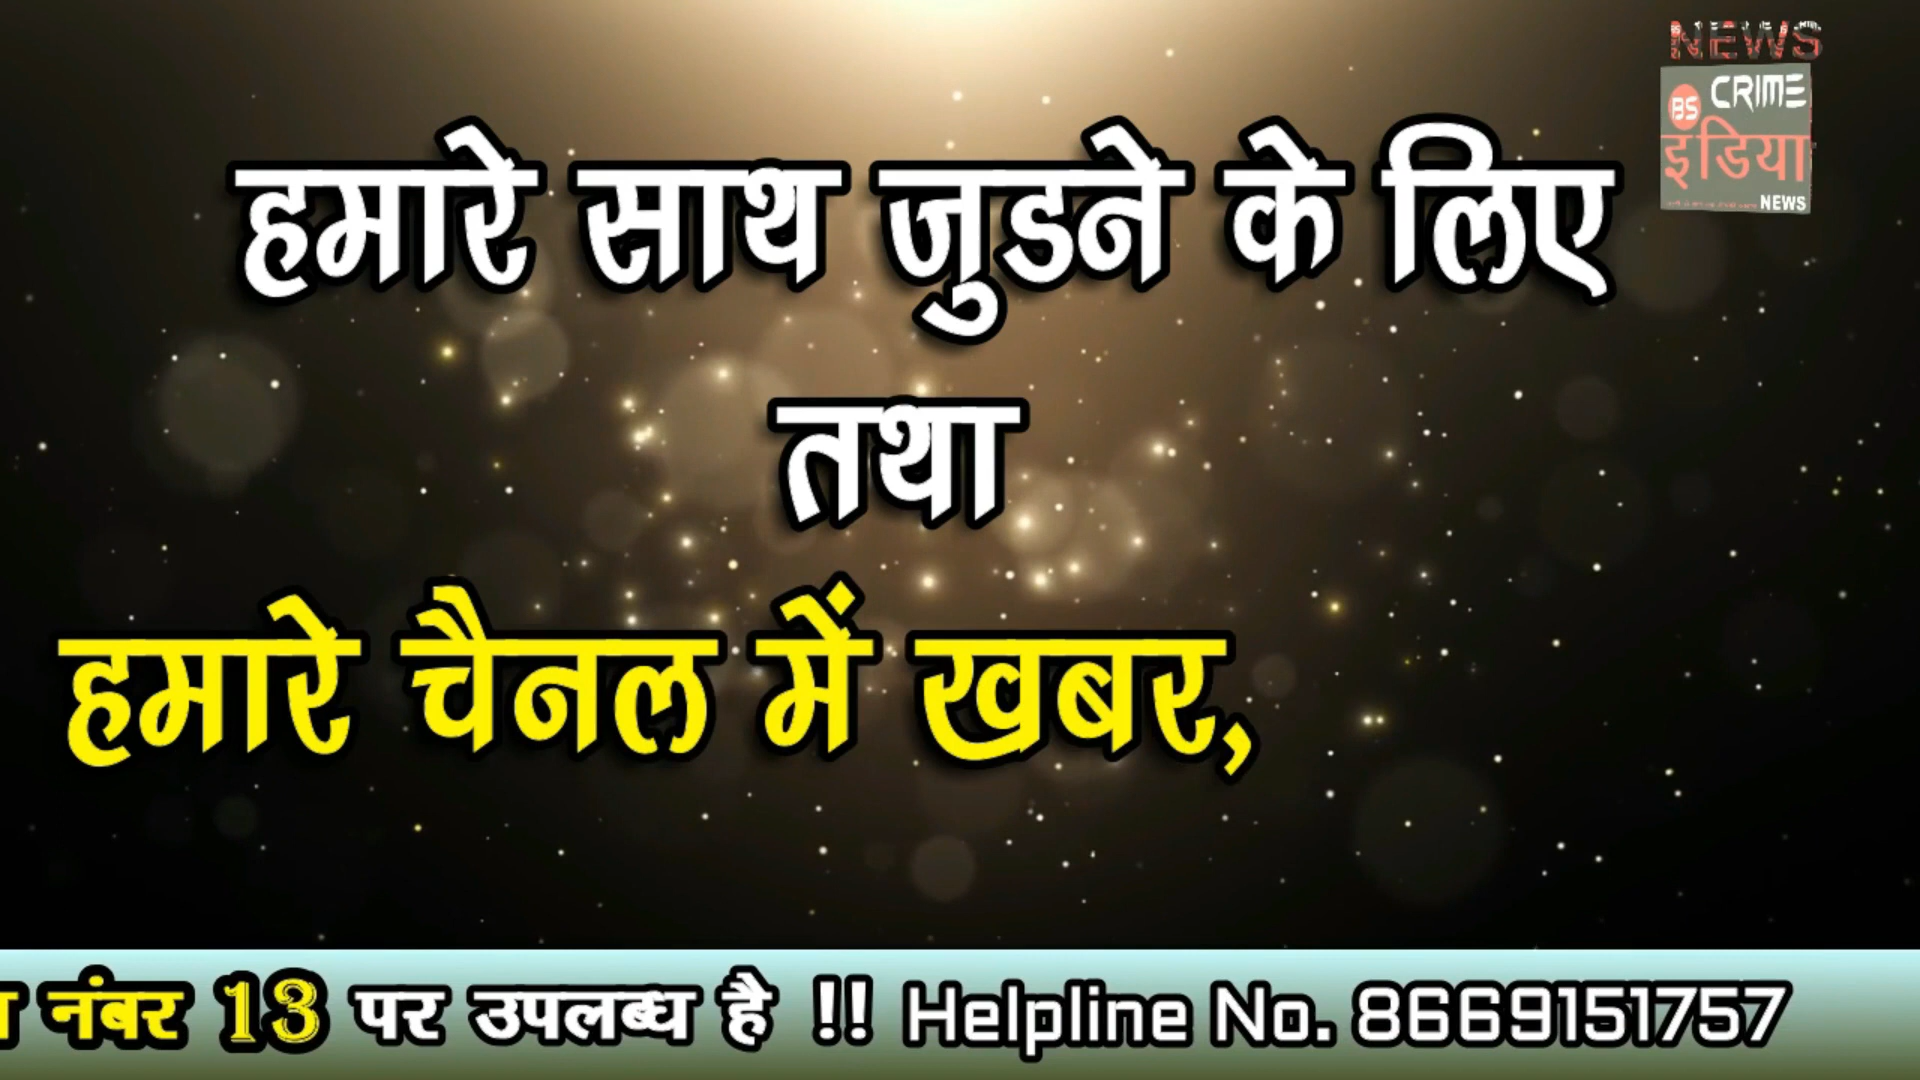 NEWS
BS CRIME
इंडिया
NEWS
हमारे साथ जुडने के लिए
तथा
हमारे चैनल में खबर,
नंबर 13 पर उपलब्ध है !! Helpline No. 8669151757